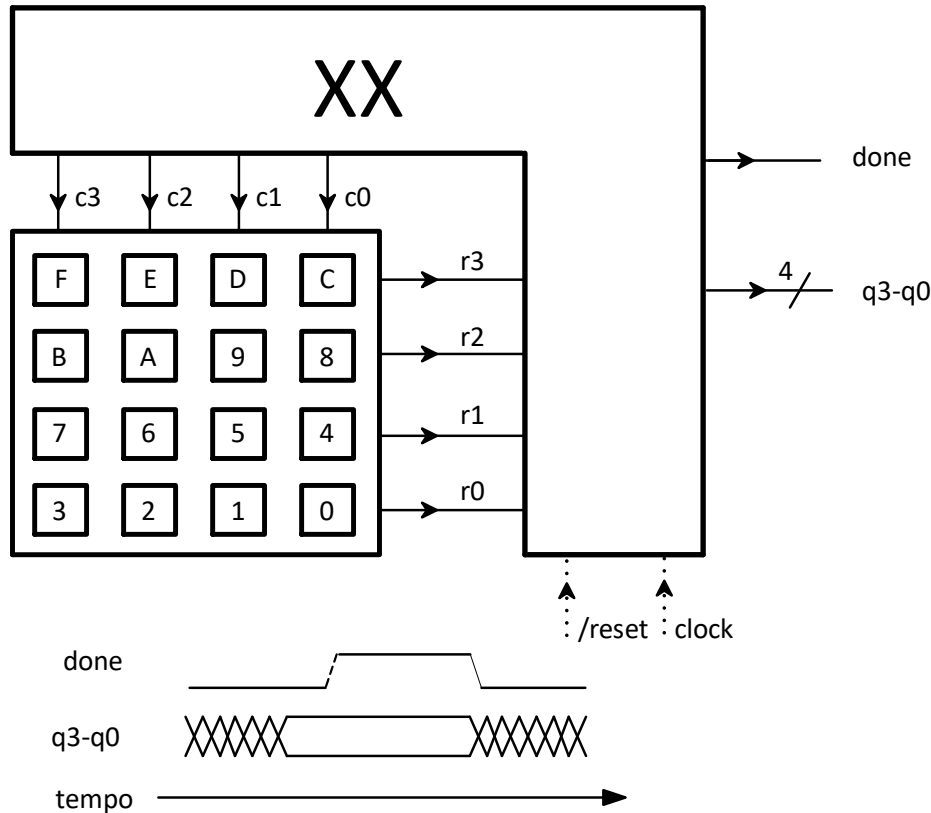 XX
done
c3 c2 c1 c0
F E D C r3
4
q3-q0
B A 9 8 r2
7 6 5 4 r1
3 2 1 0 r0
/reset clock
done
q3-q0
tempo